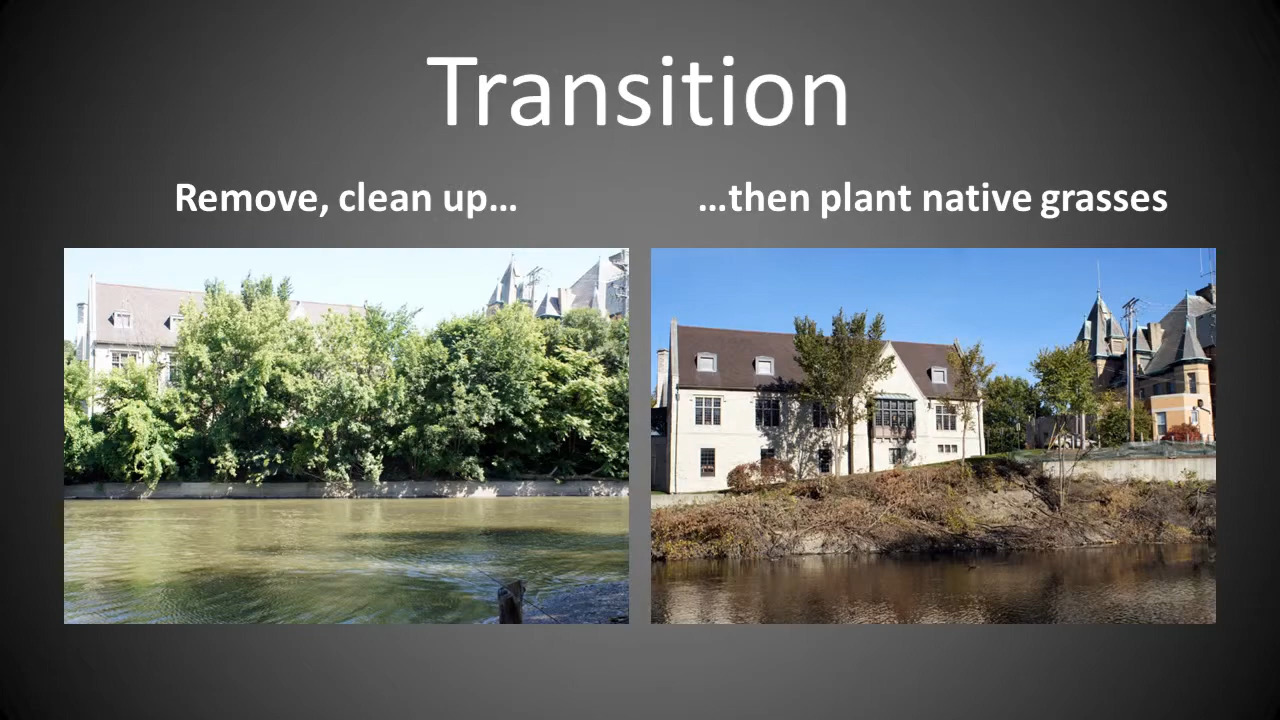 Transition
Remove, clean up…
…then plant native grasses